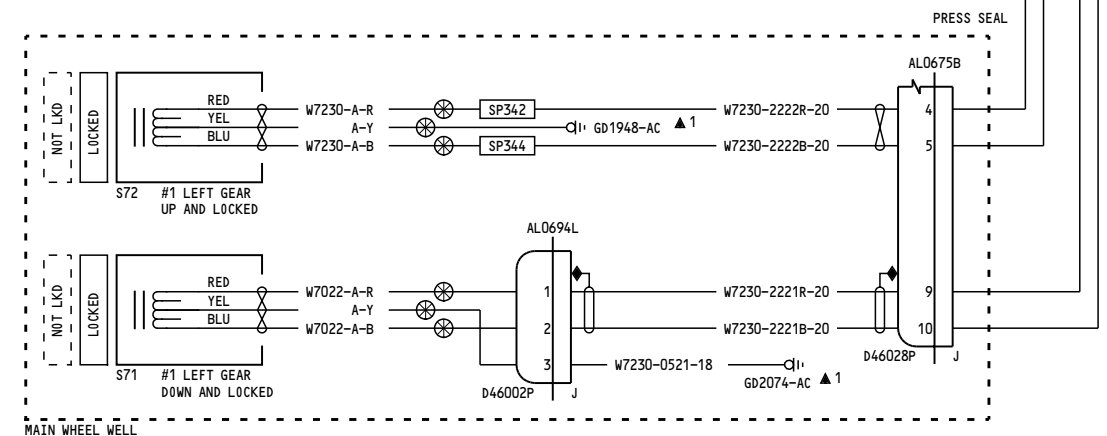 PRESS SEAL
AL0675B
NOT LKD
LOCKED
RED
YEL
BLU
W7230-A-R
A-Y
W7230-A-B
SP342
SP344
GD1948-AC ▲ 1
W7230-2222R-20
W7230-2222B-20
4
5
S72 #1 LEFT GEAR
UP AND LOCKED
AL0694L
NOT LKD
LOCKED
RED
YEL
BLU
W7022-A-R
A-Y
W7022-A-B
1
2
3
W7230-2221R-20
W7230-2221B-20
9
10
W7230-0521-18
GD2074-AC ▲ 1
D46028P J
S71 #1 LEFT GEAR
DOWN AND LOCKED
D46002P J
MAIN WHEEL WELL